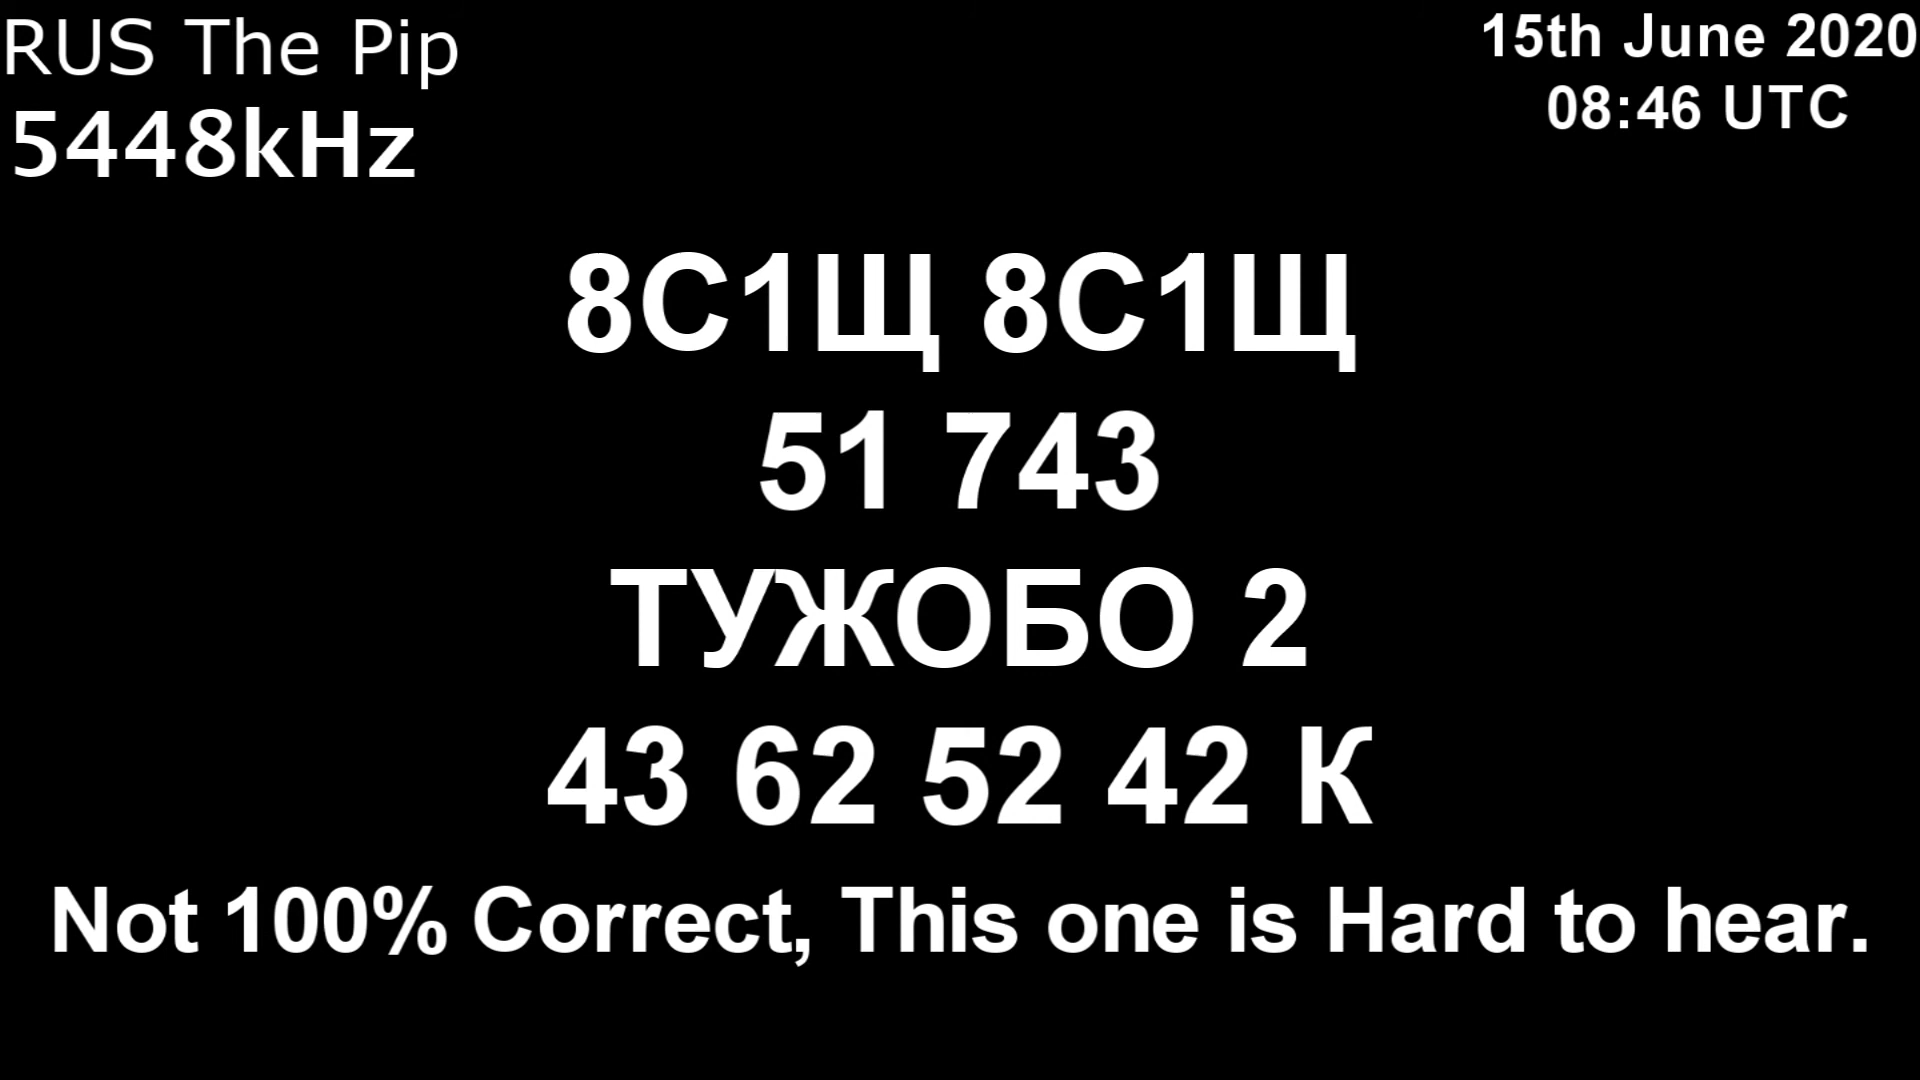 RUS The Pip
5448kHz
15th June 2020
08:46 UTC
8С1Щ 8С1Щ
51 743
ТУЖОБО 2
43 62 52 42 К
Not 100% Correct, This one is Hard to hear.